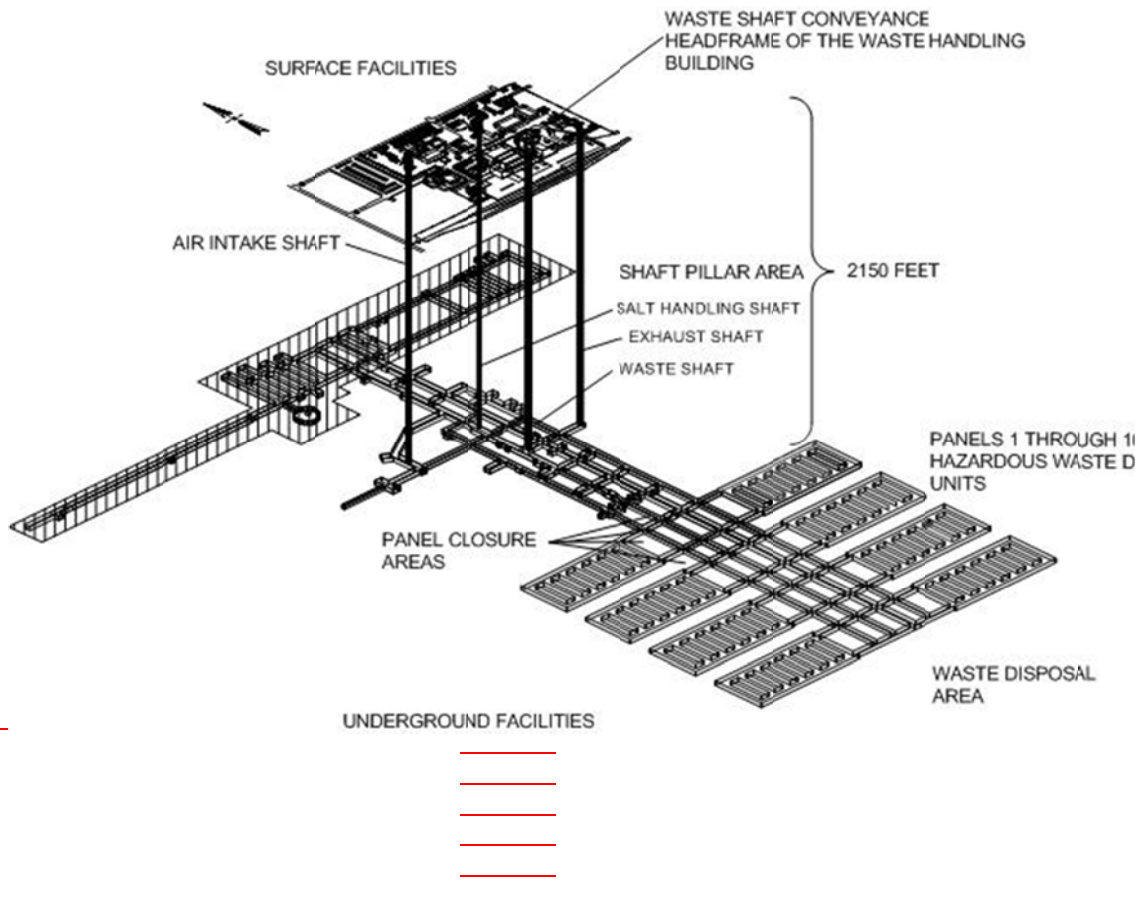 WASTE SHAFT CONVEYANCE
HEADFRAME OF THE WASTE HANDLING
BUILDING
SURFACE FACILITIES
AIR INTAKE SHAFT
SHAFT PILLAR AREA
2150 FEET
SALT HANDLING SHAFT
EXHAUST SHAFT
WASTE SHAFT
PANELS 1 THROUGH
HAZARDOUS WASTE
UNITS
PANEL CLOSURE
AREAS
WASTE DISPOSAL
AREA
UNDERGROUND FACILITIES